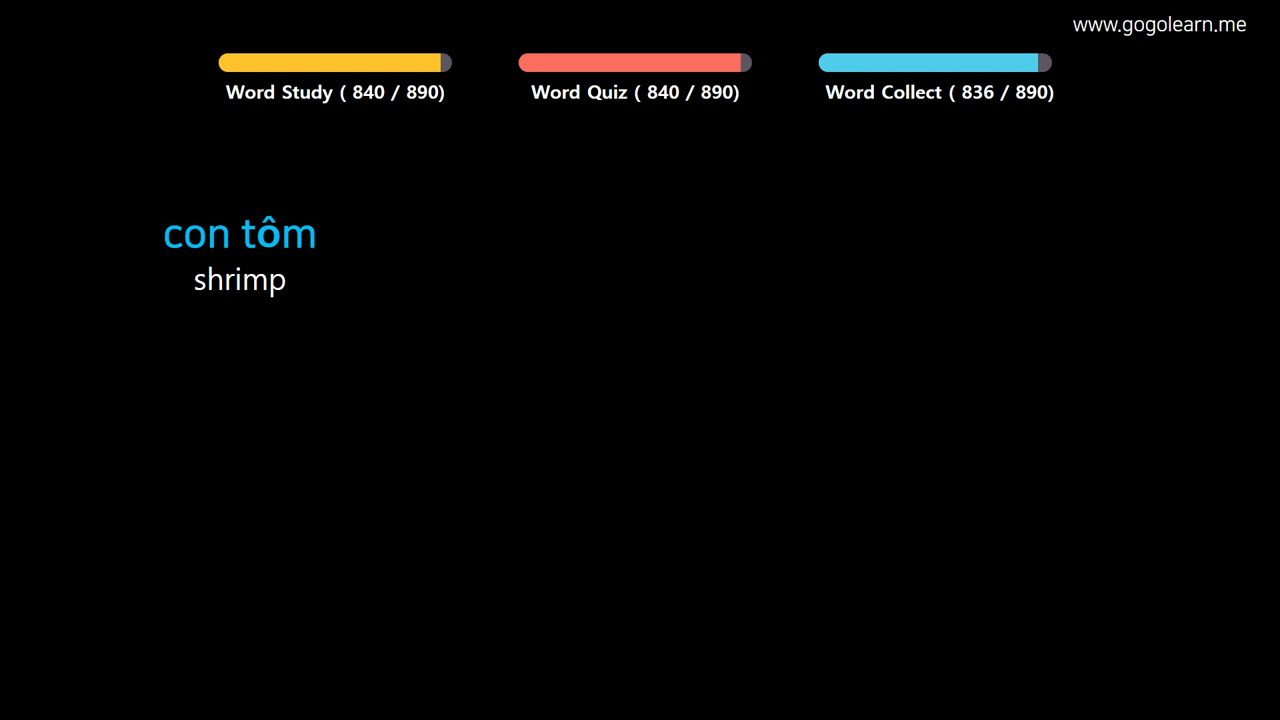 www.gogolearn.me
Word Study ( 840 / 890)
Word Quiz ( 840 / 890)
Word Collect ( 836 / 890)
con tôm
shrimp